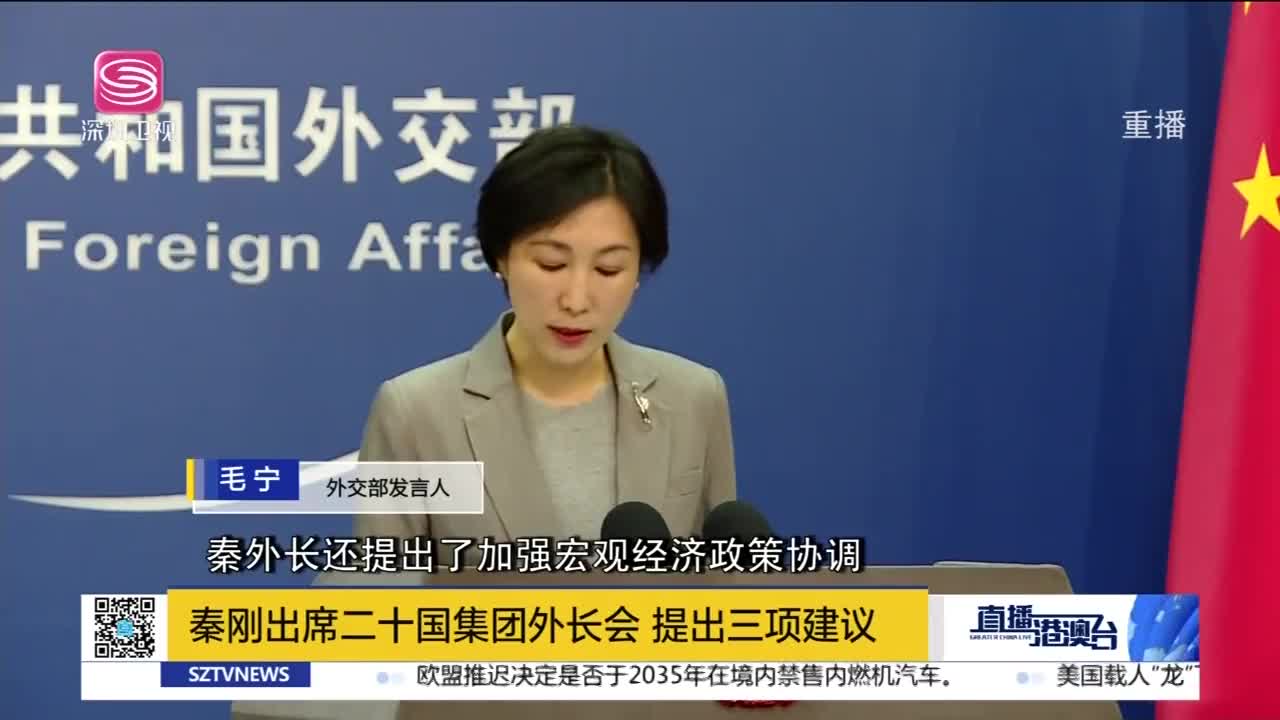 共和国外交部
深圳卫视
重播
Foreign Affa
毛宁
外交部发言人
秦外长还提出了加强宏观经济政策协调
秦刚出席二十国集团外长会 提出三项建议
直播港澳台
GREATER CHINA LIVE
SZTVNEWS
欧盟推迟决定是否于2035年在境内禁售内燃机汽车。
美国载人“龙”